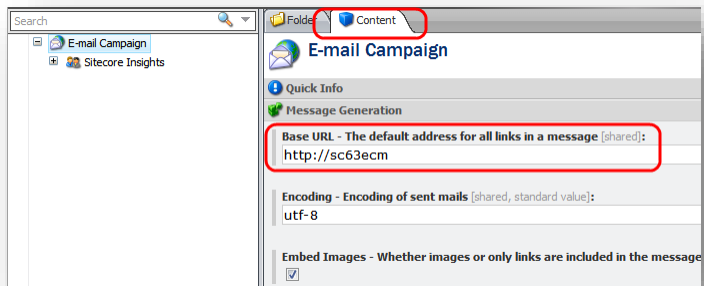 Search
E-mail Campaign
Sitecore Insights
Folder
Content
E-mail Campaign
Quick Info
Message Generation
Base URL - The default address for all links in a message [shared]:
http://sc63ecm
Encoding - Encoding of sent mails [shared, standard value]:
utf-8
Embed Images - Whether images or only links are included in the message